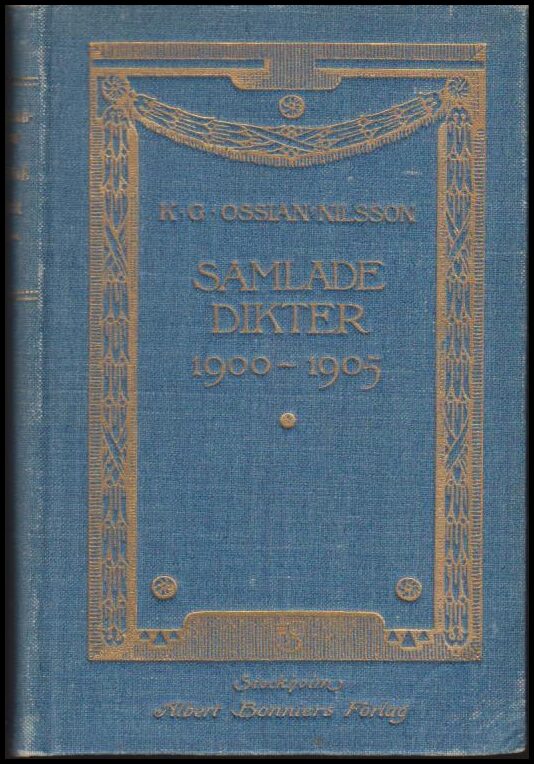 K·G·OSSIAN·NILSSON
SAMLADE
DIKTER
1900–1905
Stockholm
Albert Bonniers Förlag